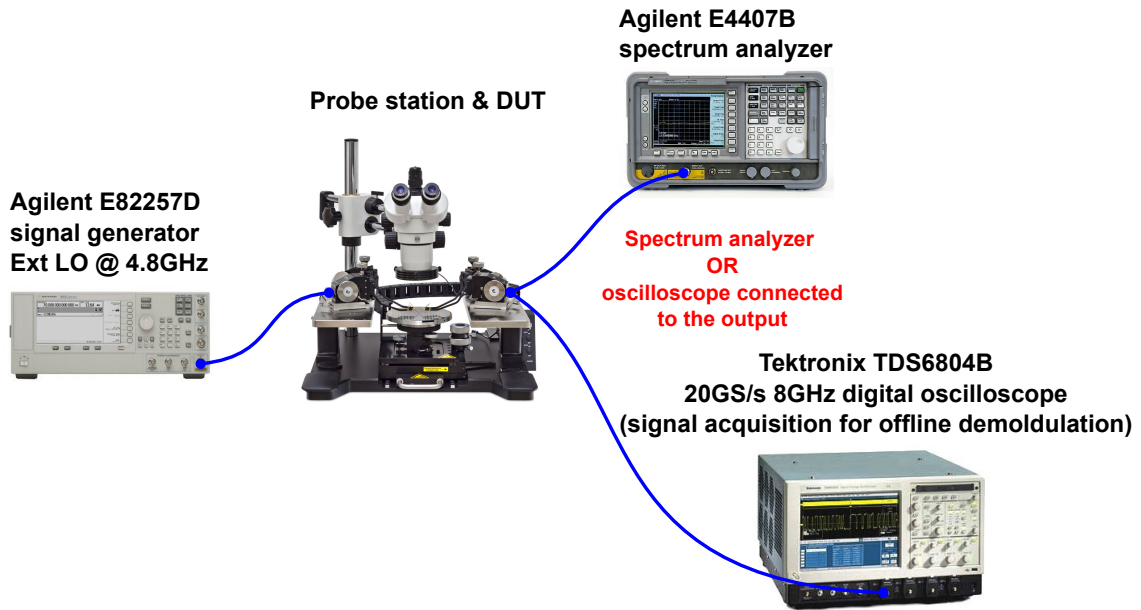 Agilent E4407B
spectrum analyzer
Probe station & DUT
Agilent E82257D
signal generator
Ext LO @ 4.8GHz
Spectrum analyzer
OR
oscilloscope connected
to the output
Tektronix TDS6804B
20GS/s 8GHz digital oscilloscope
(signal acquisition for offline demoldulation)